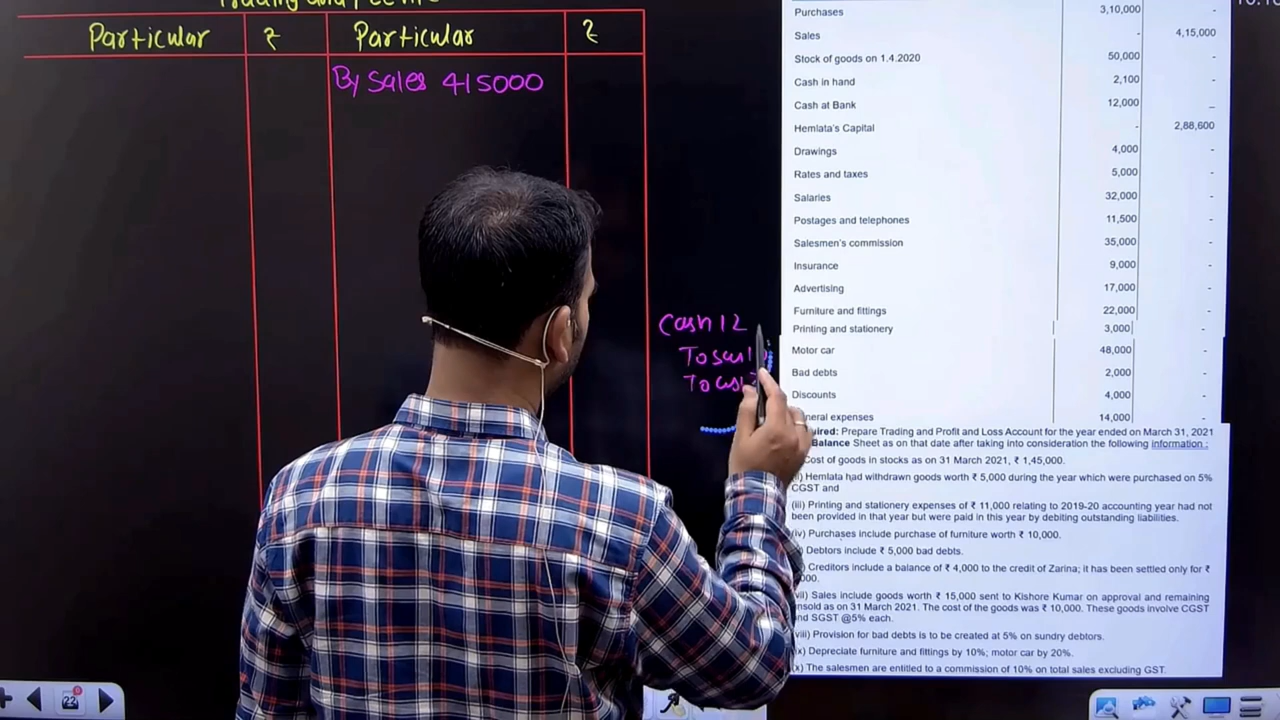 Trading and
Particular ₹ Particular ₹
By Sales 415000
Cash 12
To
To
Purchases 3,10,000 -
Sales - 4,15,000
Stock of goods on 1.4.2020 50,000 -
Cash in hand 2,100 -
Cash at Bank 12,000 -
Hemlata's Capital - 2,88,600
Drawings 4,000 -
Rates and taxes 5,000 -
Salaries 32,000 -
Postages and telephones 11,500 -
Salesmen's commission 35,000 -
Insurance 9,000 -
Advertising 17,000 -
Furniture and fittings 22,000 -
Printing and stationery 3,000 -
Motor car 48,000 -
Bad debts 2,000 -
Discounts 4,000 -
expenses 14,000 -
Prepare Trading and Profit and Loss Account for the year ended on March 31, 2021
Balance Sheet as on that date after taking into consideration the following information :
Cost of goods in stocks as on 31 March 2021, ₹ 1,45,000.
Hemlata had withdrawn goods worth ₹ 5,000 during the year which were purchased on 5%
CGST and
(iii) Printing and stationery expenses of ₹ 11,000 relating to 2019-20 accounting year had not
been provided in that year but were paid in this year by debiting outstanding liabilities.
(iv) Purchases include purchase of furniture worth ₹ 10,000.
Debtors include ₹ 5,000 bad debts.
Creditors include a balance of ₹ 4,000 to the credit of Zarina; it has been settled only for ₹
(vii) Sales include goods worth ₹ 15,000 sent to Kishore Kumar on approval and remaining
as on 31 March 2021. The cost of the goods was ₹ 10,000. These goods involve CGST
and SGST @5% each.
(viii) Provision for bad debts is to be created at 5% on sundry debtors.
(ix) Depreciate furniture and fittings by 10%; motor car by 20%.
(x) The salesmen are entitled to a commission of 10% on total sales excluding GST.
22